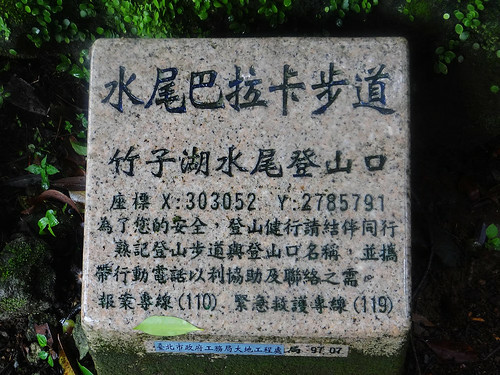 水尾巴拉卡步道
竹子湖水尾登山口
座標 X:303052 Y:2785791
為了您的安全,登山健行請結伴同行
熟記登山步道與登山口名稱,並攜
帶行動電話以利協助及聯絡之需。
報案專線(110) 緊急救護專線(119)
臺北市政府工務局大地工程處 馬 97.07